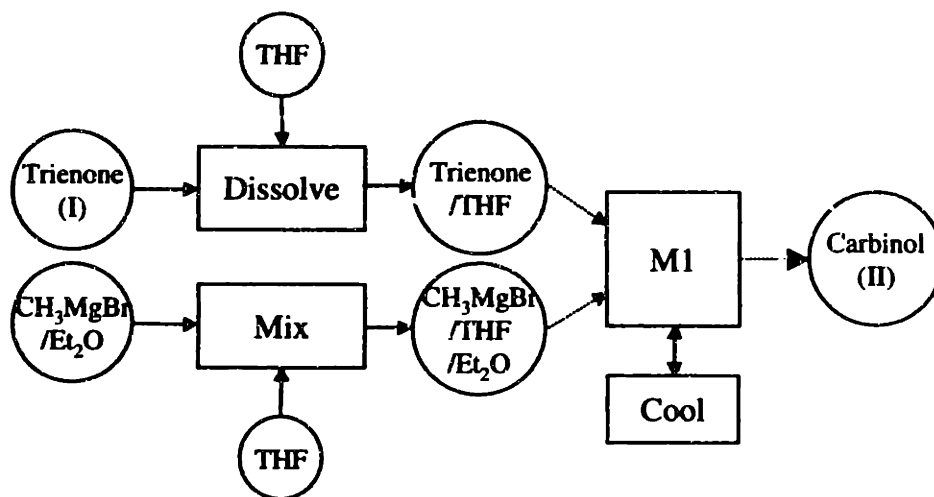 THF
Trienone
(I)
Dissolve
Trienone
/THF
M1
Carbinol
(II)
CH₃MgBr
/Et₂O
Mix
CH₃MgBr
/THF
/Et₂O
Cool
THF